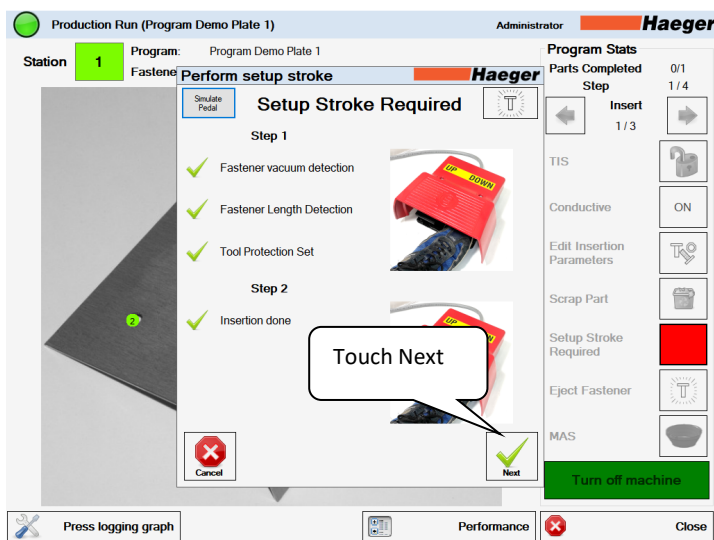 Production Run (Program Demo Plate 1)
Administrator
Haeger
Station
1
Program: Program Demo Plate 1
Fastene
Perform setup stroke
Haeger
Simulate
Pedal
Setup Stroke Required
T
Step 1
Fastener vacuum detection
Fastener Length Detection
Tool Protection Set
UP DOWN
Step 2
Insertion done
UP
Touch Next
Cancel
Next
2
Program Stats
Parts Completed 0/1
Step 1 / 4
Insert
1 / 3
TIS
Conductive ON
Edit Insertion
Parameters
Scrap Part
Setup Stroke
Required
Eject Fastener
T
MAS
Turn off machine
Press logging graph
Performance
Close